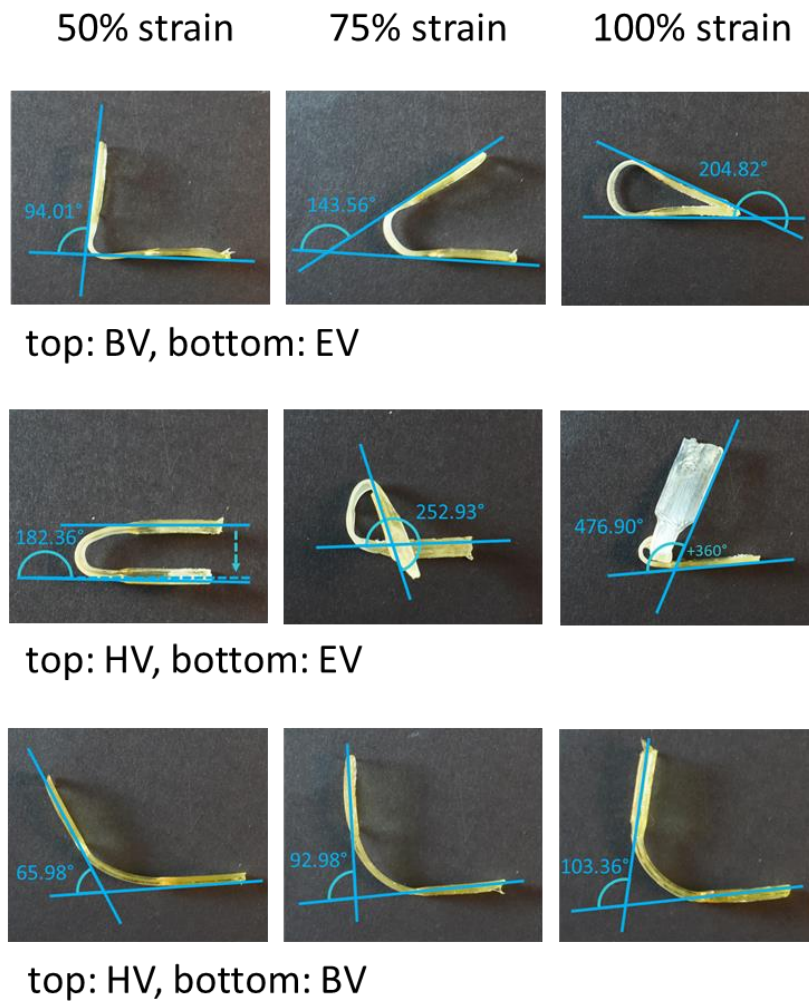 50% strain 75% strain 100% strain
94.01° 143.56° 204.82°
top: BV, bottom: EV
182.36° 252.93° 476.90° +360°
top: HV, bottom: EV
65.98° 92.98° 103.36°
top: HV, bottom: BV